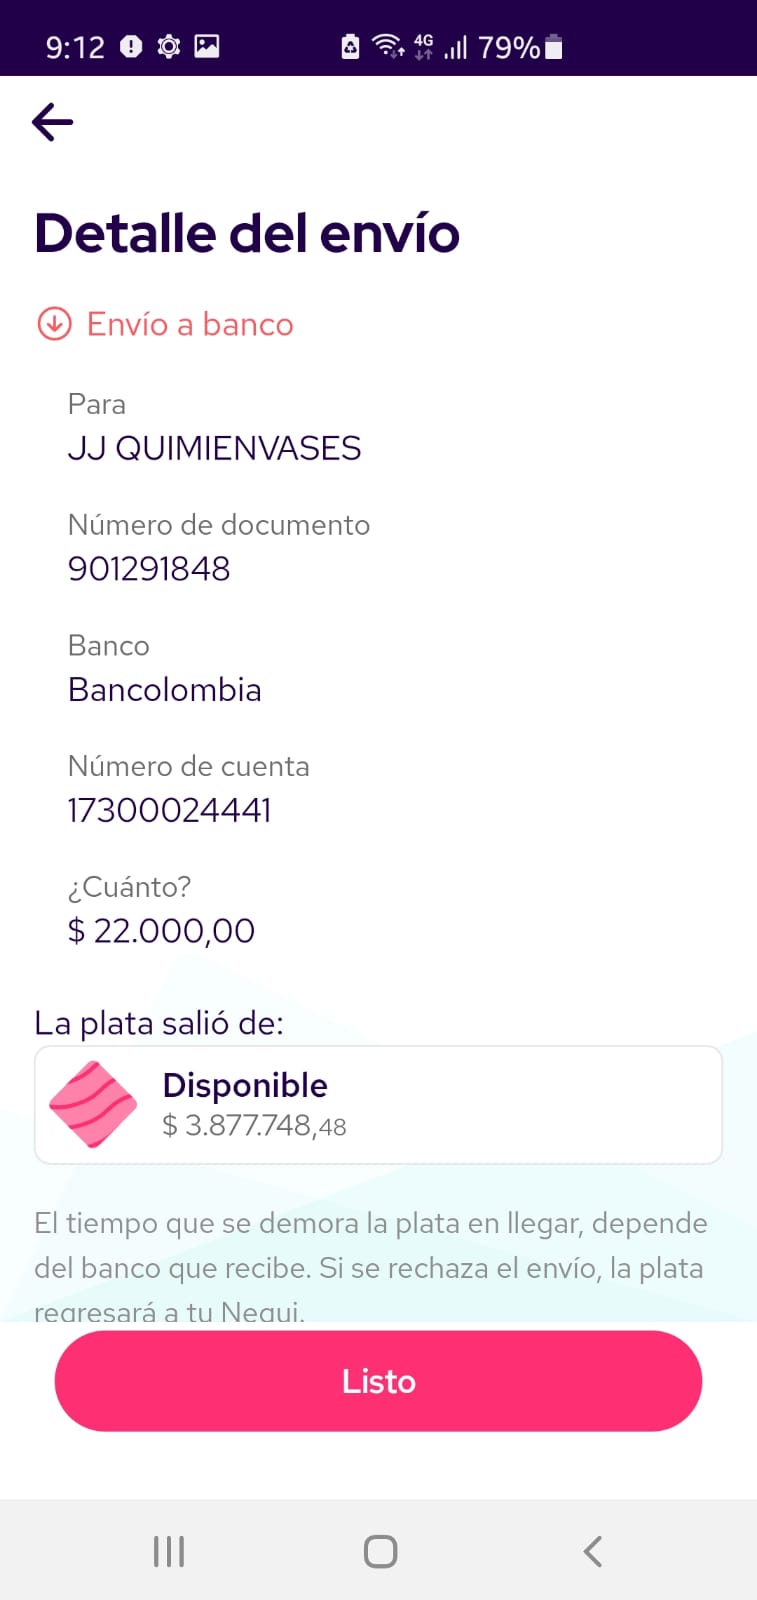 9:12
4G
79%
Detalle del envío
Envío a banco
Para
JJ QUIMIENVASES
Número de documento
901291848
Banco
Bancolombia
Número de cuenta
17300024441
¿Cuánto?
$ 22.000,00
La plata salió de:
Disponible
$ 3.877.748,48
El tiempo que se demora la plata en llegar, depende
del banco que recibe. Si se rechaza el envío, la plata
regresará a tu Nequi.
Listo